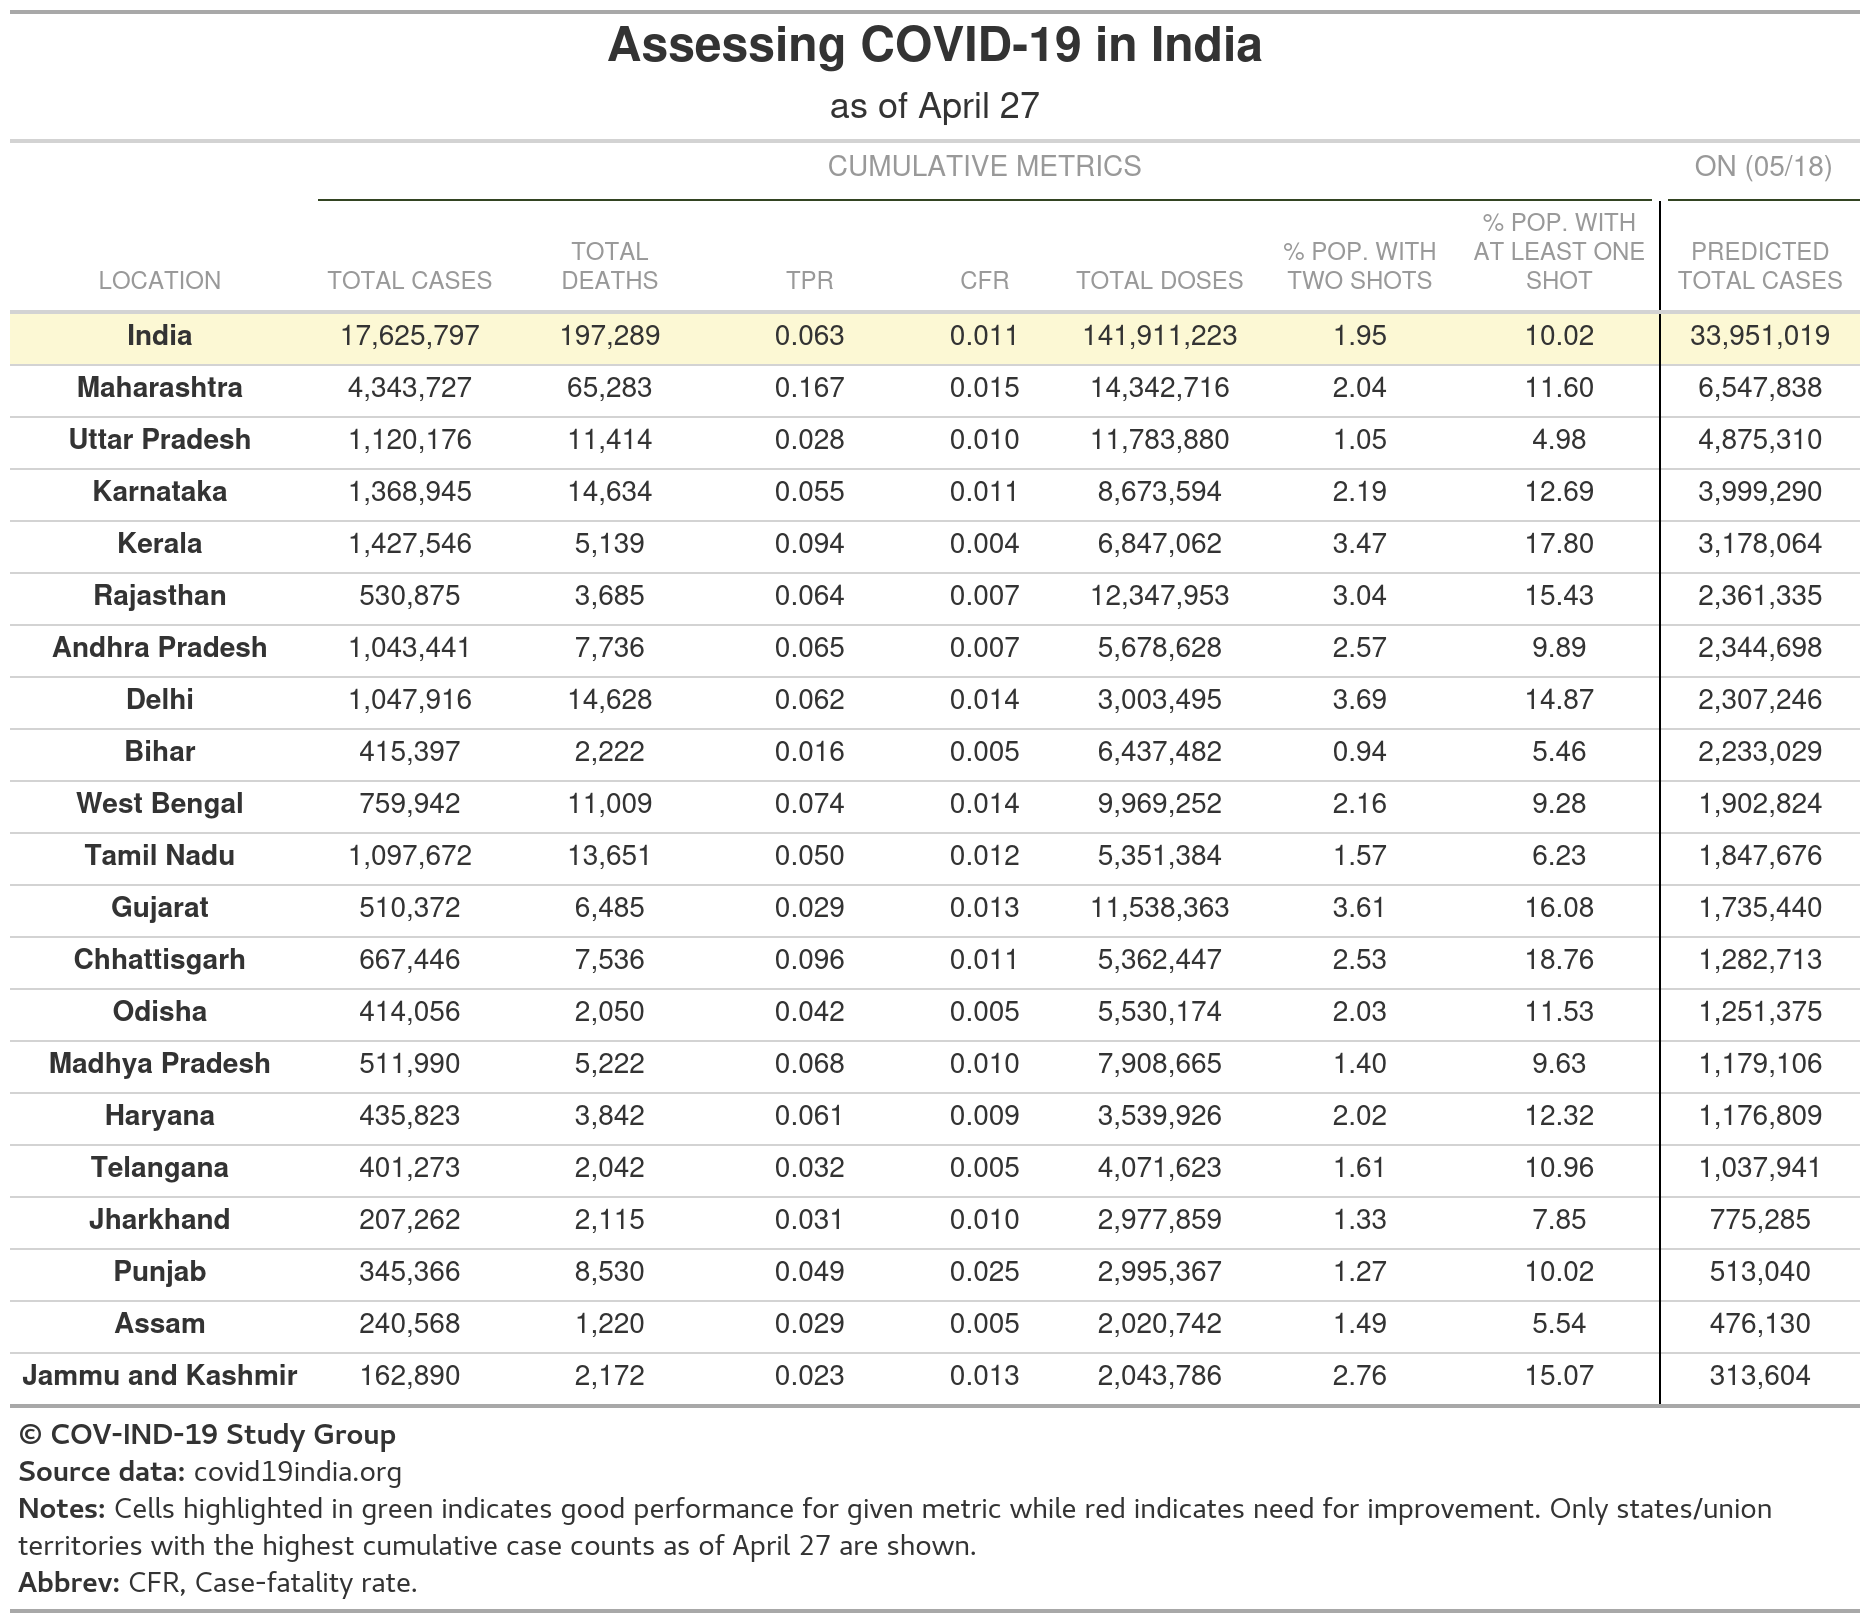 Assessing COVID-19 in India
as of April 27
CUMULATIVE METRICS ON (05/18)
LOCATION TOTAL CASES TOTAL DEATHS TPR CFR TOTAL DOSES % POP. WITH TWO SHOTS % POP. WITH AT LEAST ONE SHOT PREDICTED TOTAL CASES
India 17,625,797 197,289 0.063 0.011 141,911,223 1.95 10.02 33,951,019
Maharashtra 4,343,727 65,283 0.167 0.015 14,342,716 2.04 11.60 6,547,838
Uttar Pradesh 1,120,176 11,414 0.028 0.010 11,783,880 1.05 4.98 4,875,310
Karnataka 1,368,945 14,634 0.055 0.011 8,673,594 2.19 12.69 3,999,290
Kerala 1,427,546 5,139 0.094 0.004 6,847,062 3.47 17.80 3,178,064
Rajasthan 530,875 3,685 0.064 0.007 12,347,953 3.04 15.43 2,361,335
Andhra Pradesh 1,043,441 7,736 0.065 0.007 5,678,628 2.57 9.89 2,344,698
Delhi 1,047,916 14,628 0.062 0.014 3,003,495 3.69 14.87 2,307,246
Bihar 415,397 2,222 0.016 0.005 6,437,482 0.94 5.46 2,233,029
West Bengal 759,942 11,009 0.074 0.014 9,969,252 2.16 9.28 1,902,824
Tamil Nadu 1,097,672 13,651 0.050 0.012 5,351,384 1.57 6.23 1,847,676
Gujarat 510,372 6,485 0.029 0.013 11,538,363 3.61 16.08 1,735,440
Chhattisgarh 667,446 7,536 0.096 0.011 5,362,447 2.53 18.76 1,282,713
Odisha 414,056 2,050 0.042 0.005 5,530,174 2.03 11.53 1,251,375
Madhya Pradesh 511,990 5,222 0.068 0.010 7,908,665 1.40 9.63 1,179,106
Haryana 435,823 3,842 0.061 0.009 3,539,926 2.02 12.32 1,176,809
Telangana 401,273 2,042 0.032 0.005 4,071,623 1.61 10.96 1,037,941
Jharkhand 207,262 2,115 0.031 0.010 2,977,859 1.33 7.85 775,285
Punjab 345,366 8,530 0.049 0.025 2,995,367 1.27 10.02 513,040
Assam 240,568 1,220 0.029 0.005 2,020,742 1.49 5.54 476,130
Jammu and Kashmir 162,890 2,172 0.023 0.013 2,043,786 2.76 15.07 313,604
© COV-IND-19 Study Group
Source data: covid19india.org
Notes: Cells highlighted in green indicates good performance for given metric while red indicates need for improvement. Only states/union
territories with the highest cumulative case counts as of April 27 are shown.
Abbrev: CFR, Case-fatality rate.